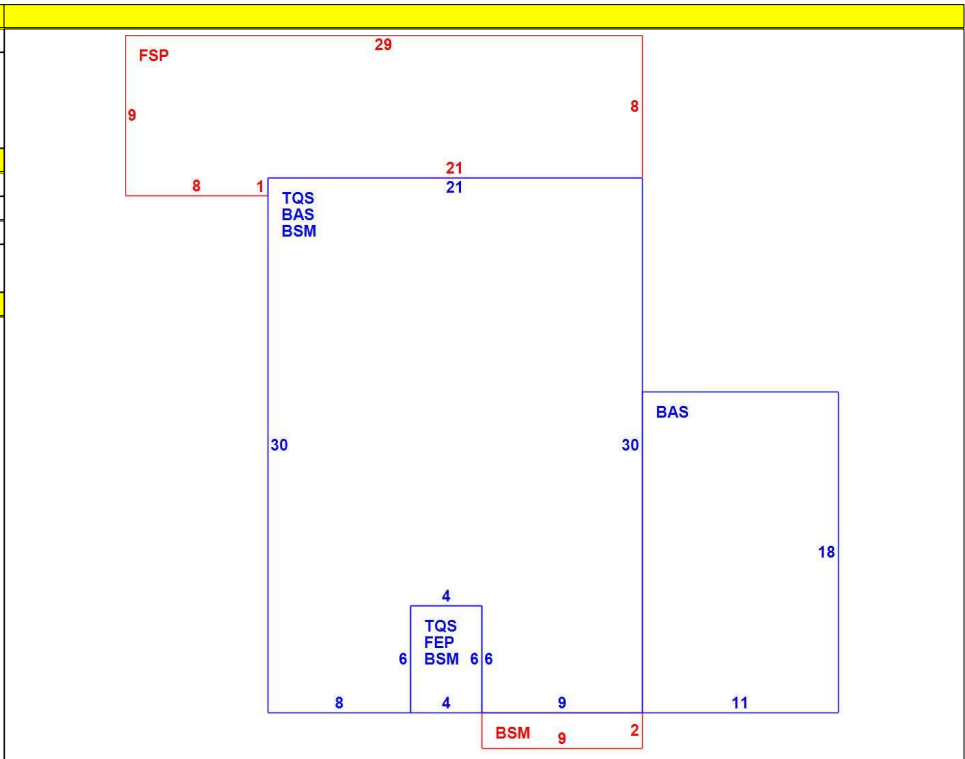 29
FSP
9
8
21
8 1
21
TQS
BAS
BSM
BAS
30
30
18
4
TQS
FEP
6 BSM 6 6
8 4 9 11
BSM 9 2